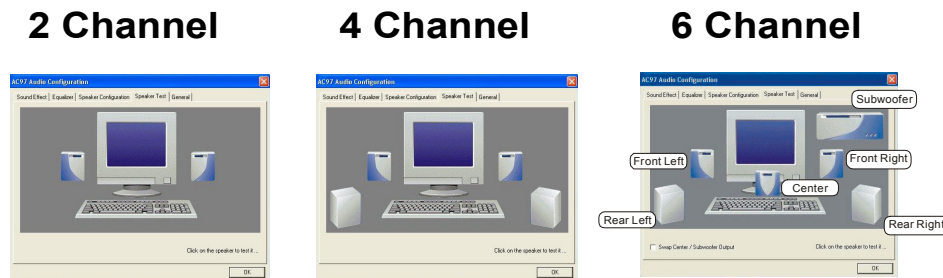 2 Channel
4 Channel
6 Channel
AC97 Audio Configuration
Sound Effect | Equalizer | Speaker Configuration | Speaker Test | General
Click on the speaker to test it ...
OK
AC97 Audio Configuration
Sound Effect | Equalizer | Speaker Configuration | Speaker Test | General
Click on the speaker to test it ...
OK
AC97 Audio Configuration
Sound Effect | Equalizer | Speaker Configuration | Speaker Test | General
Subwoofer
Front Left
Front Right
Center
Rear Left
Rear Right
Swap Center / Subwoofer Output
Click on the speaker to test it ...
OK